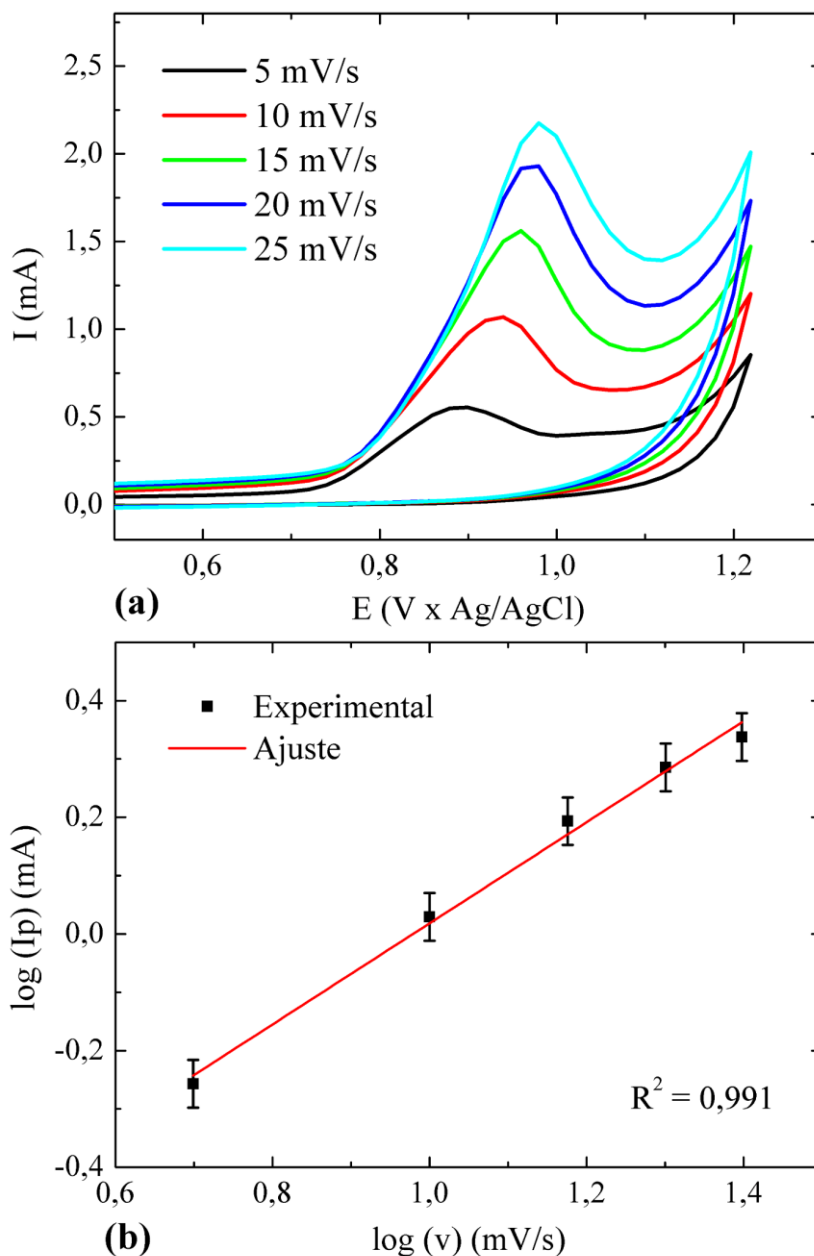 5 mV/s
10 mV/s
15 mV/s
20 mV/s
25 mV/s
2,5
2,0
1,5
1,0
0,5
0,0
I (mA)
0,6 0,8 1,0 1,2
(a) E (V x Ag/AgCl)
Experimental
Ajuste
0,4
0,2
0,0
-0,2
-0,4
log (Ip) (mA)
R² = 0,991
0,6 0,8 1,0 1,2 1,4
(b) log (v) (mV/s)